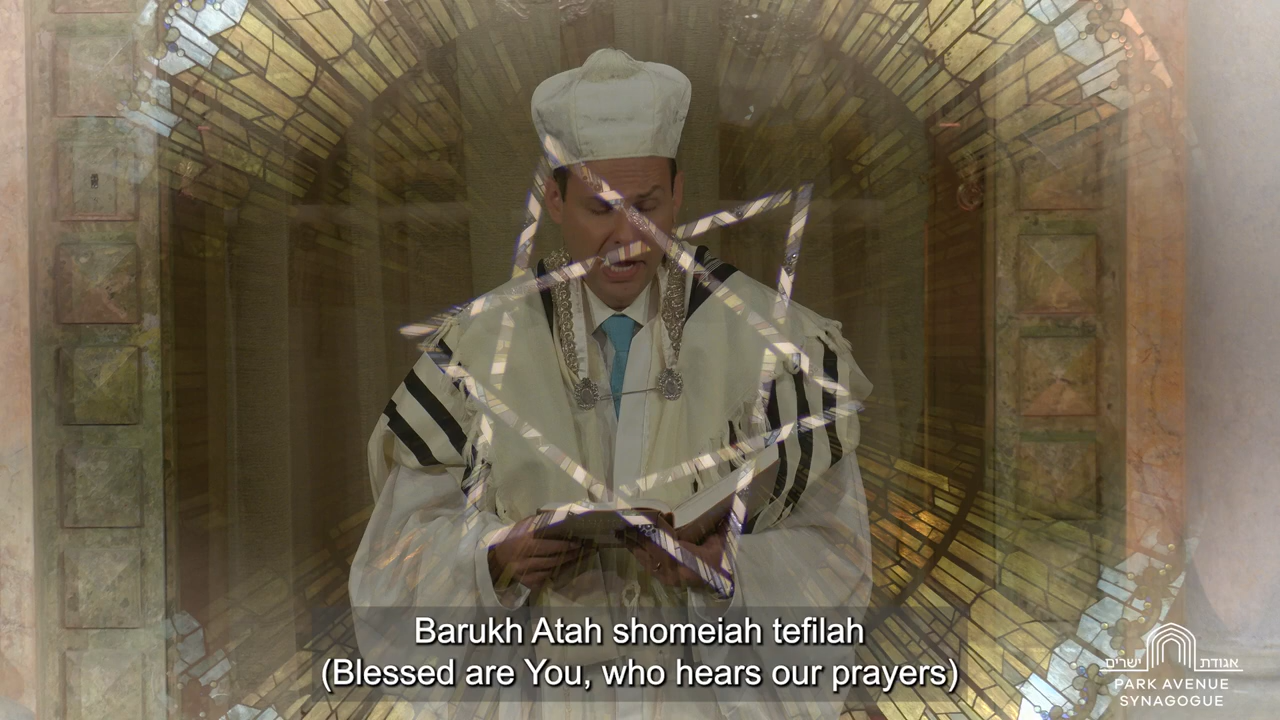 Barukh Atah shomeiah tefilah
(Blessed are You, who hears our prayers)
אגודת ישרים
PARK AVENUE
SYNAGOGUE